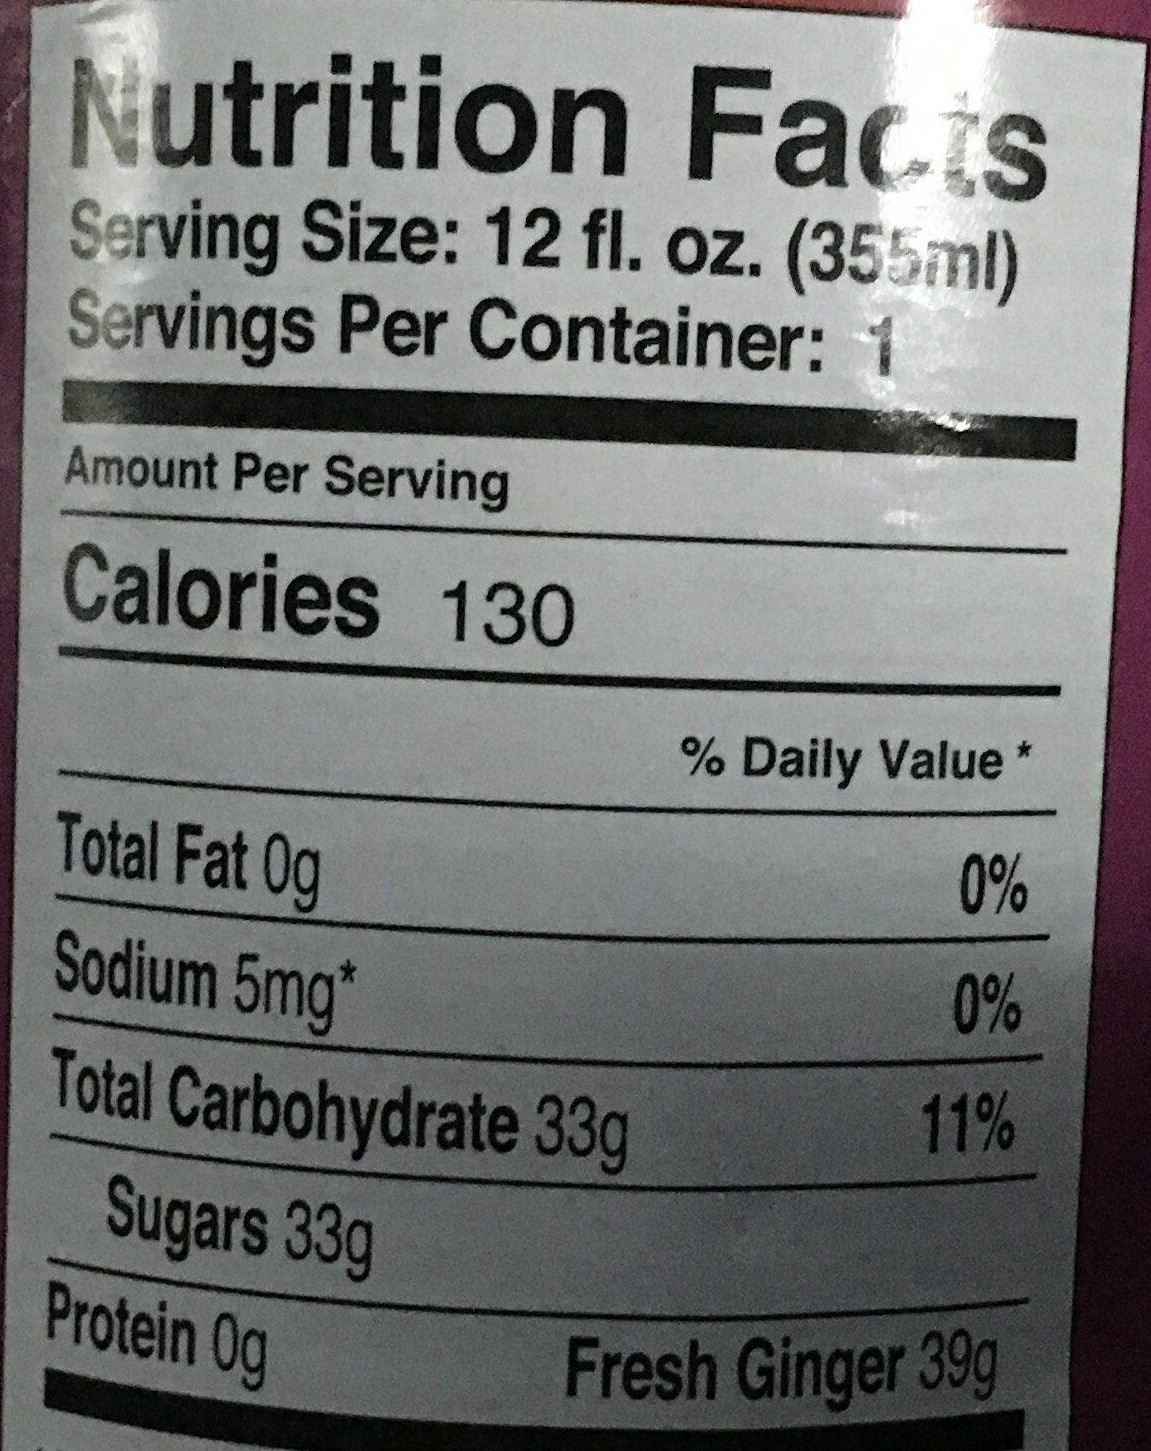 Nutrition Facts
Serving Size: 12 fl. oz. (355ml)
Servings Per Container: 1
Amount Per Serving
Calories 130
% Daily Value *
Total Fat 0g 0%
Sodium 5mg* 0%
Total Carbohydrate 33g 11%
Sugars 33g
Protein 0g Fresh Ginger 39g